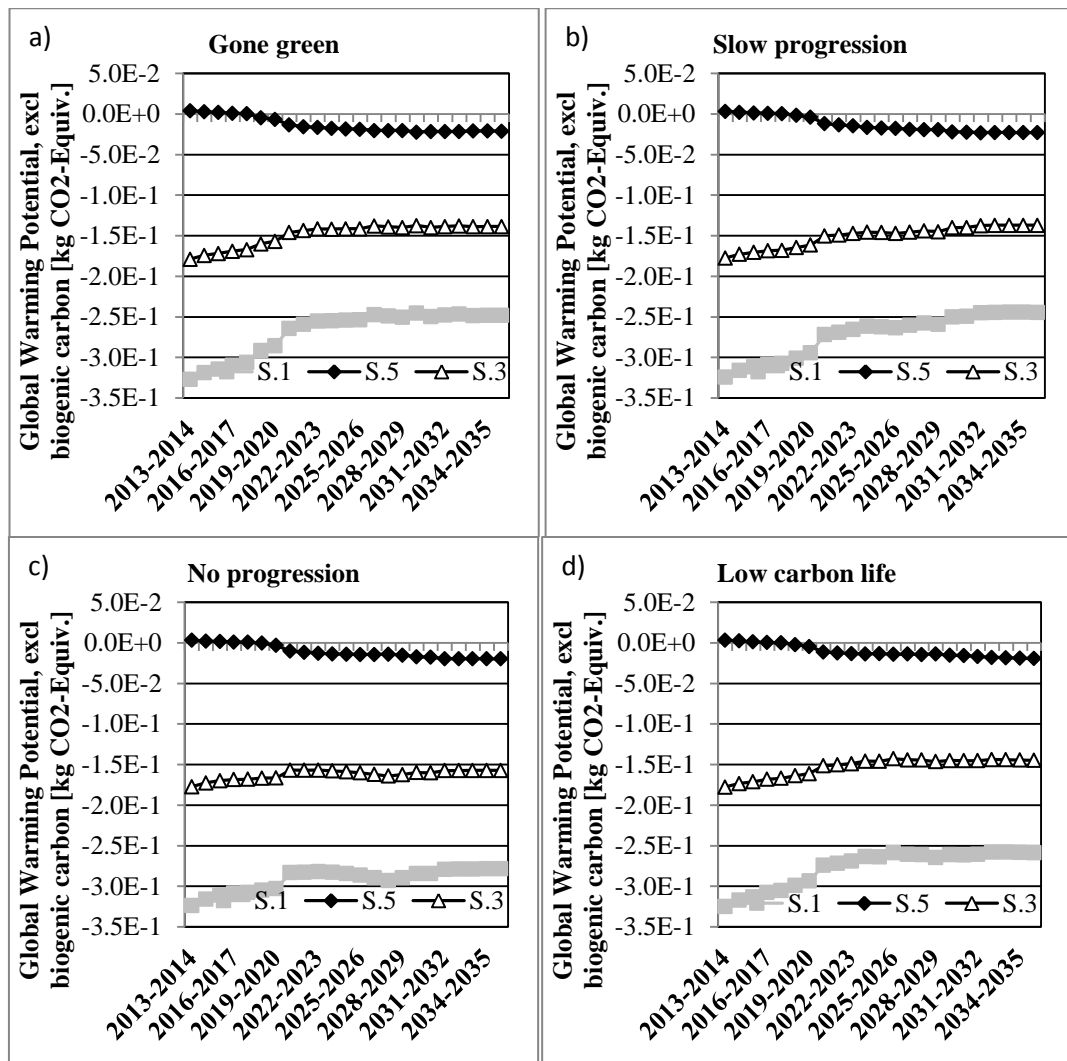 a)
Gone green
Global Warming Potential, excl
biogenic carbon [kg CO2-Equiv.]
5.0E-2
0.0E+0
-5.0E-2
-1.0E-1
-1.5E-1
-2.0E-1
-2.5E-1
-3.0E-1
-3.5E-1
S.1 S.5 S.3
2013-2014
2016-2017
2019-2020
2022-2023
2025-2026
2028-2029
2031-2032
2034-2035
b)
Slow progression
Global Warming Potential, excl
biogenic carbon [kg CO2-Equiv.]
5.0E-2
0.0E+0
-5.0E-2
-1.0E-1
-1.5E-1
-2.0E-1
-2.5E-1
-3.0E-1
-3.5E-1
S.1 S.5 S.3
2013-2014
2016-2017
2019-2020
2022-2023
2025-2026
2028-2029
2031-2032
2034-2035
c)
No progression
Global Warming Potential, excl
biogenic carbon [kg CO2-Equiv.]
5.0E-2
0.0E+0
-5.0E-2
-1.0E-1
-1.5E-1
-2.0E-1
-2.5E-1
-3.0E-1
-3.5E-1
S.1 S.5 S.3
2013-2014
2016-2017
2019-2020
2022-2023
2025-2026
2028-2029
2031-2032
2034-2035
d)
Low carbon life
Global Warming Potential, excl
biogenic carbon [kg CO2-Equiv.]
5.0E-2
0.0E+0
-5.0E-2
-1.0E-1
-1.5E-1
-2.0E-1
-2.5E-1
-3.0E-1
-3.5E-1
S.1 S.5 S.3
2013-2014
2016-2017
2019-2020
2022-2023
2025-2026
2028-2029
2031-2032
2034-2035